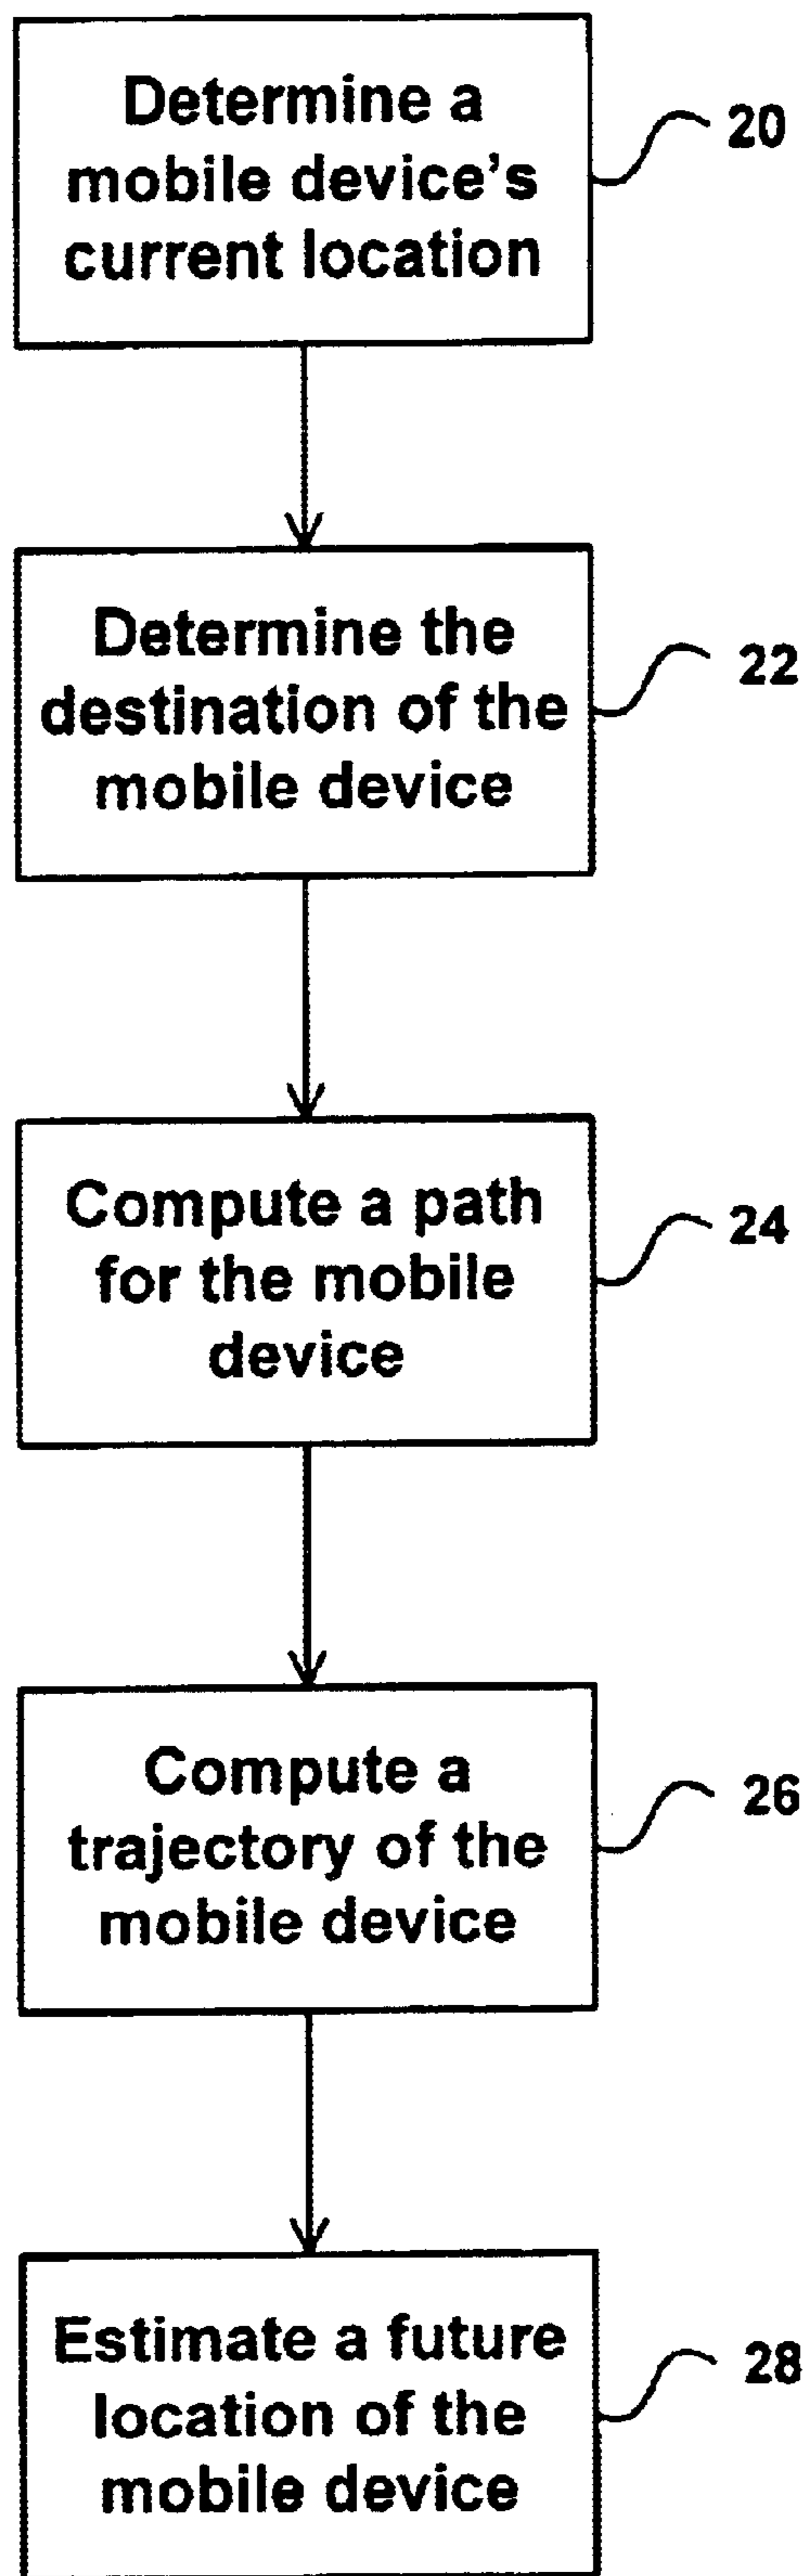 Determine a
mobile device's
current location
20
Determine the
destination of the
mobile device
22
Compute a path
for the mobile
device
24
Compute a
trajectory of the
mobile device
26
Estimate a future
location of the
mobile device
28